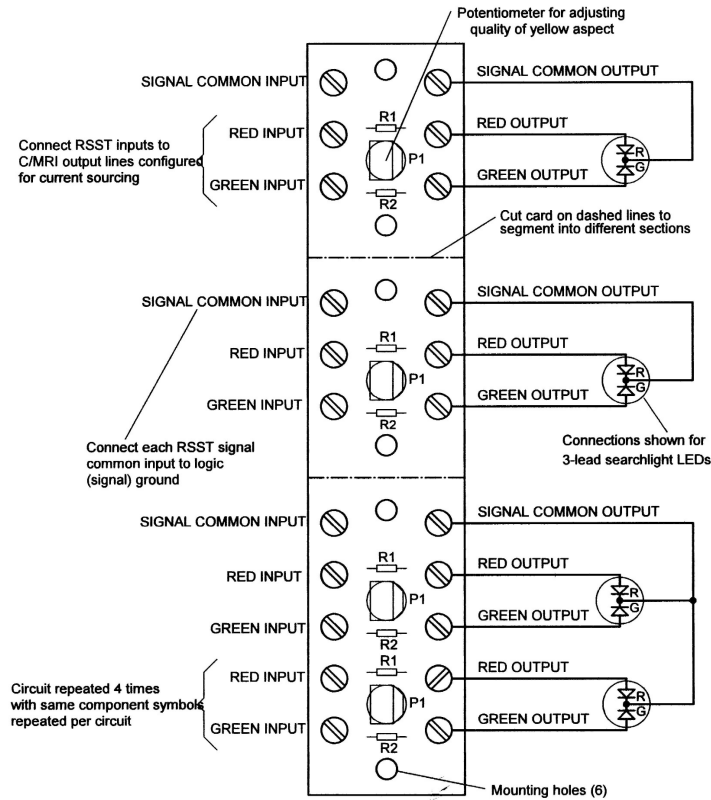 Potentiometer for adjusting
quality of yellow aspect
SIGNAL COMMON INPUT
SIGNAL COMMON OUTPUT
R1
RED INPUT
RED OUTPUT
Connect RSST inputs to
C/MRI output lines configured
for current sourcing
P1
R
G
GREEN INPUT
GREEN OUTPUT
R2
Cut card on dashed lines to
segment into different sections
SIGNAL COMMON INPUT
SIGNAL COMMON OUTPUT
R1
RED INPUT
RED OUTPUT
P1
R
G
GREEN INPUT
GREEN OUTPUT
R2
Connect each RSST signal
common input to logic
(signal) ground
Connections shown for
3-lead searchlight LEDs
SIGNAL COMMON INPUT
SIGNAL COMMON OUTPUT
R1
RED INPUT
RED OUTPUT
P1
R
G
GREEN INPUT
GREEN OUTPUT
R2
R1
RED INPUT
RED OUTPUT
Circuit repeated 4 times
with same component symbols
repeated per circuit
P1
R
G
GREEN INPUT
GREEN OUTPUT
R2
Mounting holes (6)